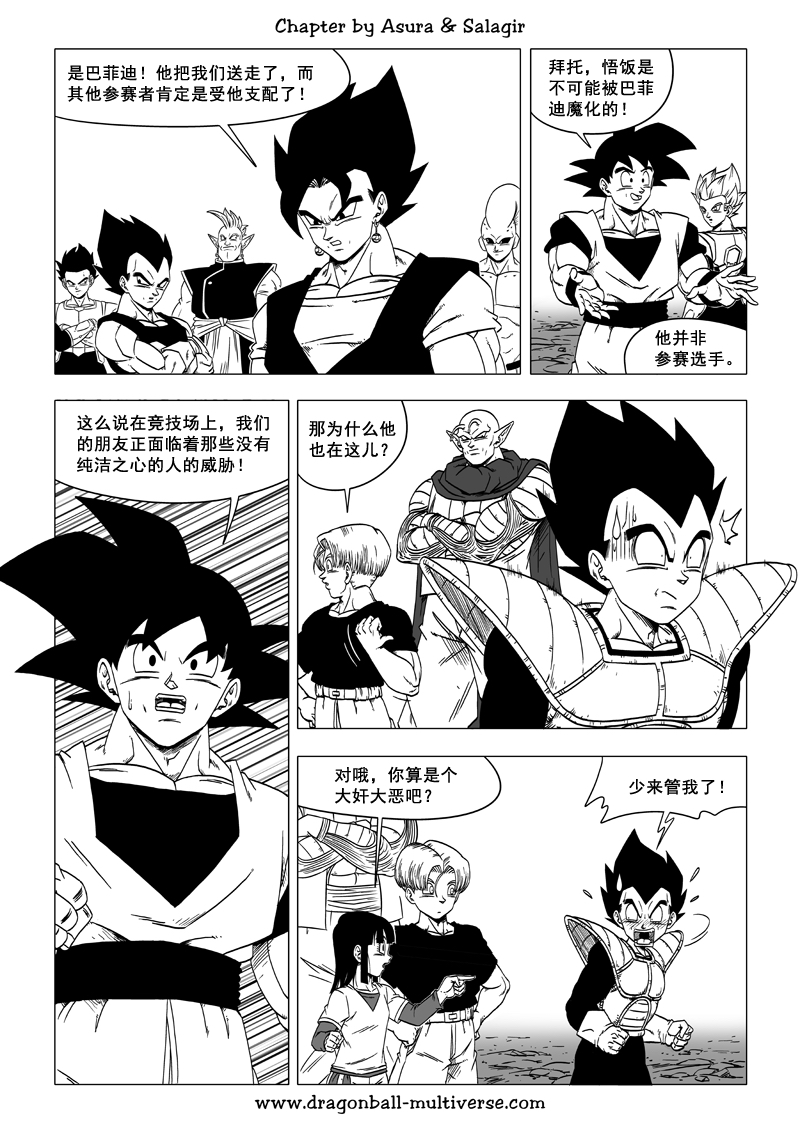 Chapter by Asura & Salagir
是巴菲迪！他把我们送走了，而
其他参赛者肯定是受他支配了！
拜托，悟饭是
不可能被巴菲
迪魔化的！
他并非
参赛选手。
这么说在竞技场上，我们
的朋友正面临着那些没有
纯洁之心的人的威胁！
那为什么他
也在这儿？
对哦，你算是个
大奸大恶吧？
少来管我了！
www.dragonball-multiverse.com